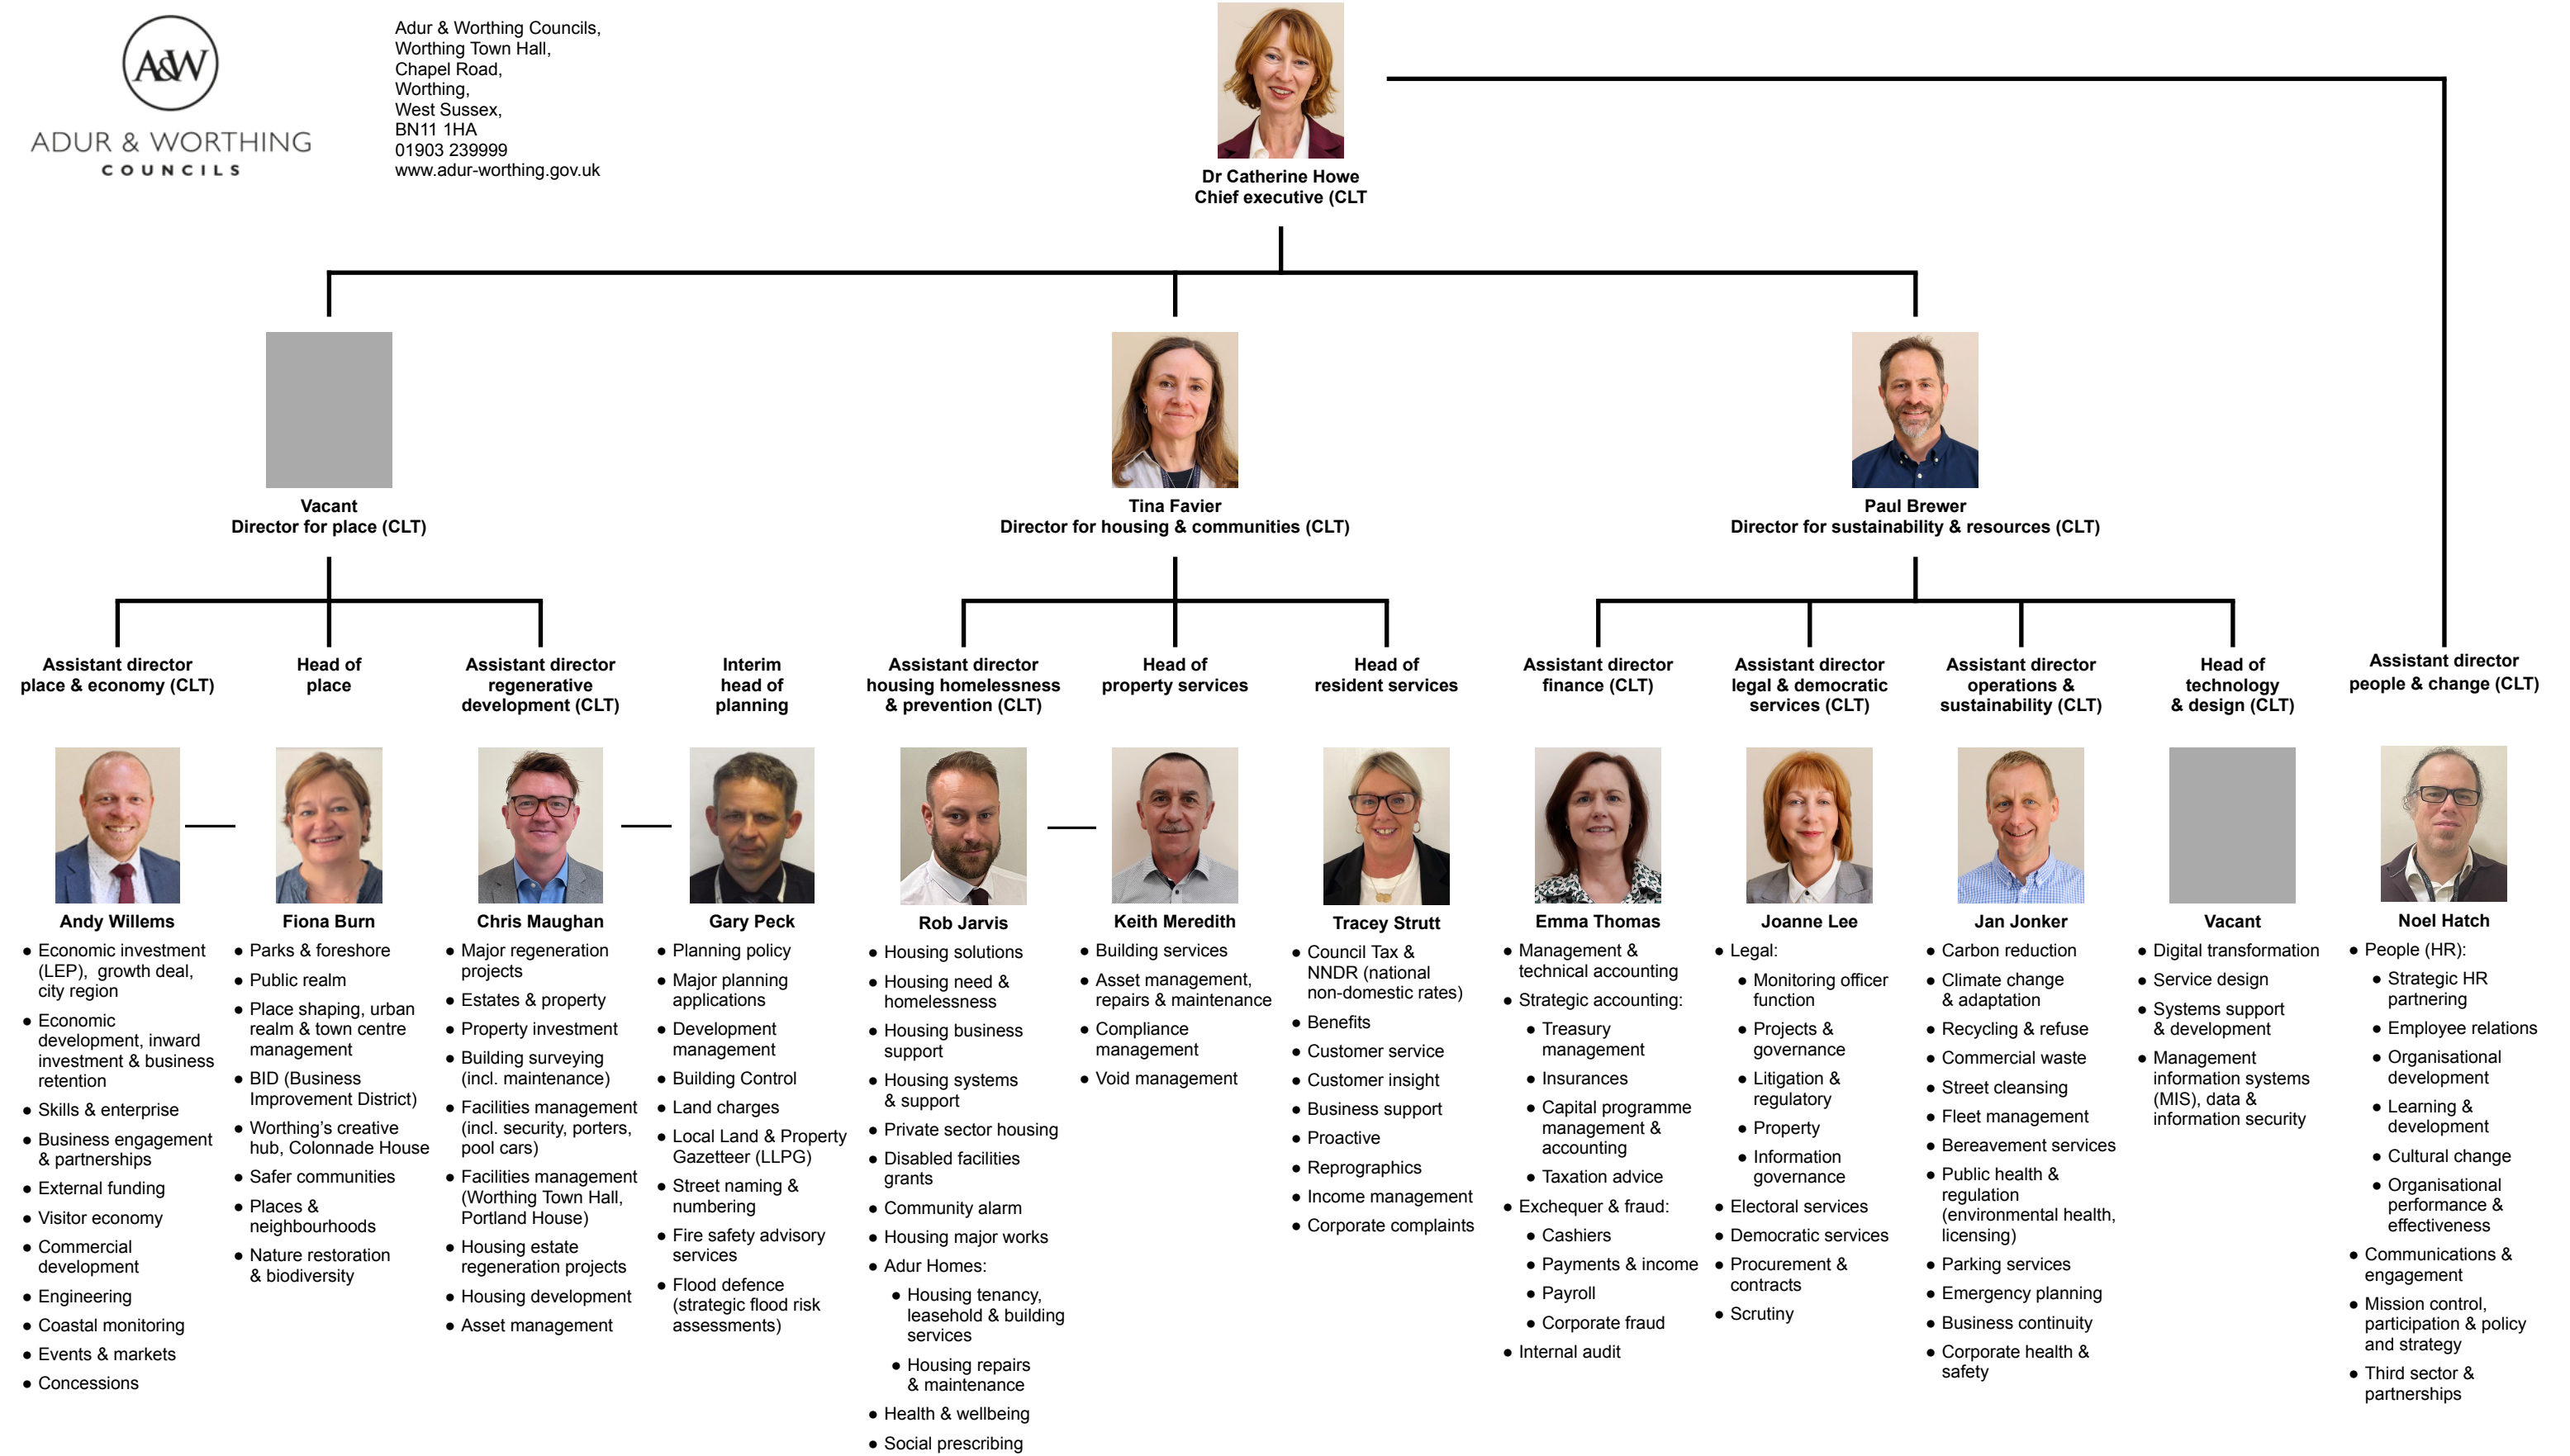 A&W
ADUR & WORTHING
COUNCILS
Adur & Worthing Councils,
Worthing Town Hall,
Chapel Road,
Worthing,
West Sussex,
BN11 1HA
01903 239999
www.adur-worthing.gov.uk
Dr Catherine Howe
Chief executive (CLT
Vacant
Director for place (CLT)
Tina Favier
Director for housing & communities (CLT)
Paul Brewer
Director for sustainability & resources (CLT)
Assistant director
place & economy (CLT)
Andy Willems
● Economic investment
(LEP),  growth deal,
city region
● Economic
development, inward
investment & business
retention
● Skills & enterprise
● Business engagement
& partnerships
● External funding
● Visitor economy
● Commercial
development
● Engineering
● Coastal monitoring
● Events & markets
● Concessions
Head of
place
Fiona Burn
● Parks & foreshore
● Public realm
● Place shaping, urban
realm & town centre
management
● BID (Business
Improvement District)
● Worthing’s creative
hub, Colonnade House
● Safer communities
● Places &
neighbourhoods
● Nature restoration
& biodiversity
Assistant director
regenerative
development (CLT)
Chris Maughan
● Major regeneration
projects
● Estates & property
● Property investment
● Building surveying
(incl. maintenance)
● Facilities management
(incl. security, porters,
pool cars)
● Facilities management
(Worthing Town Hall,
Portland House)
● Housing estate
regeneration projects
● Housing development
● Asset management
Interim
head of
planning
Gary Peck
● Planning policy
● Major planning
applications
● Development
management
● Building Control
● Land charges
● Local Land & Property
Gazetteer (LLPG)
● Street naming &
numbering
● Fire safety advisory
services
● Flood defence
(strategic flood risk
assessments)
Assistant director
housing homelessness
& prevention (CLT)
Rob Jarvis
● Housing solutions
● Housing need &
homelessness
● Housing business
support
● Housing systems
& support
● Private sector housing
● Disabled facilities
grants
● Community alarm
● Housing major works
● Adur Homes:
● Housing tenancy,
leasehold & building
services
● Housing repairs
& maintenance
● Health & wellbeing
● Social prescribing
Head of
property services
Keith Meredith
● Building services
● Asset management,
repairs & maintenance
● Compliance
management
● Void management
Head of
resident services
Tracey Strutt
● Council Tax &
NNDR (national
non-domestic rates)
● Benefits
● Customer service
● Customer insight
● Business support
● Proactive
● Reprographics
● Income management
● Corporate complaints
Assistant director
finance (CLT)
Emma Thomas
● Management &
technical accounting
● Strategic accounting:
● Treasury
management
● Insurances
● Capital programme
management &
accounting
● Taxation advice
● Exchequer & fraud:
● Cashiers
● Payments & income
● Payroll
● Corporate fraud
● Internal audit
Assistant director
legal & democratic
services (CLT)
Joanne Lee
● Legal:
● Monitoring officer
function
● Projects &
governance
● Litigation &
regulatory
● Property
● Information
governance
● Electoral services
● Democratic services
● Procurement &
contracts
● Scrutiny
Assistant director
operations &
sustainability (CLT)
Jan Jonker
● Carbon reduction
● Climate change
& adaptation
● Recycling & refuse
● Commercial waste
● Street cleansing
● Fleet management
● Bereavement services
● Public health &
regulation
(environmental health,
licensing)
● Parking services
● Emergency planning
● Business continuity
● Corporate health &
safety
Head of
technology
& design (CLT)
Vacant
● Digital transformation
● Service design
● Systems support
& development
● Management
information systems
(MIS), data &
information security
Assistant director
people & change (CLT)
Noel Hatch
● People (HR):
● Strategic HR
partnering
● Employee relations
● Organisational
development
● Learning &
development
● Cultural change
● Organisational
performance &
effectiveness
● Communications &
engagement
● Mission control,
participation & policy
and strategy
● Third sector &
partnerships